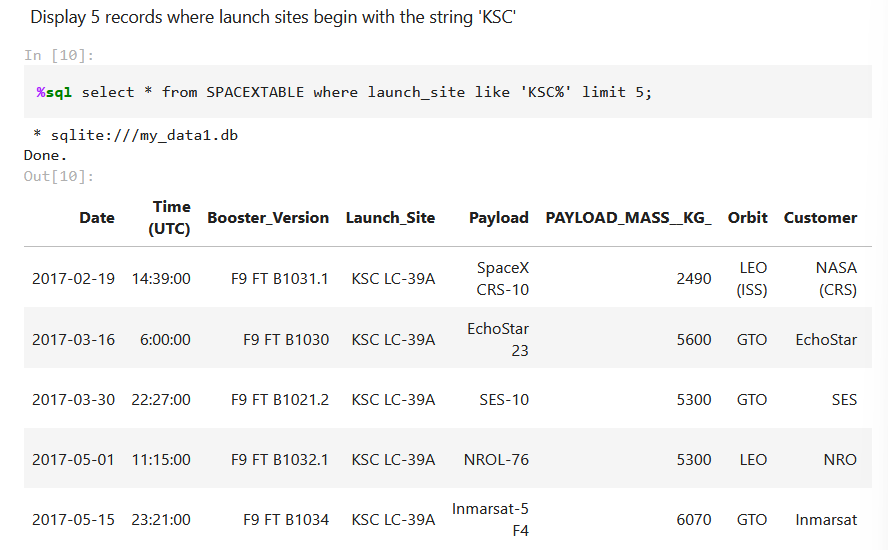 Display 5 records where launch sites begin with the string 'KSC'
In [10]:
%sql select * from SPACEXTABLE where launch_site like 'KSC%' limit 5;
* sqlite:///my_data1.db
Done.
Out[10]:
Date Time (UTC) Booster_Version Launch_Site Payload PAYLOAD_MASS__KG_ Orbit Customer
2017-02-19 14:39:00 F9 FT B1031.1 KSC LC-39A SpaceX CRS-10 2490 LEO (ISS) NASA (CRS)
2017-03-16 6:00:00 F9 FT B1030 KSC LC-39A EchoStar 23 5600 GTO EchoStar
2017-03-30 22:27:00 F9 FT B1021.2 KSC LC-39A SES-10 5300 GTO SES
2017-05-01 11:15:00 F9 FT B1032.1 KSC LC-39A NROL-76 5300 LEO NRO
2017-05-15 23:21:00 F9 FT B1034 KSC LC-39A Inmarsat-5 F4 6070 GTO Inmarsat